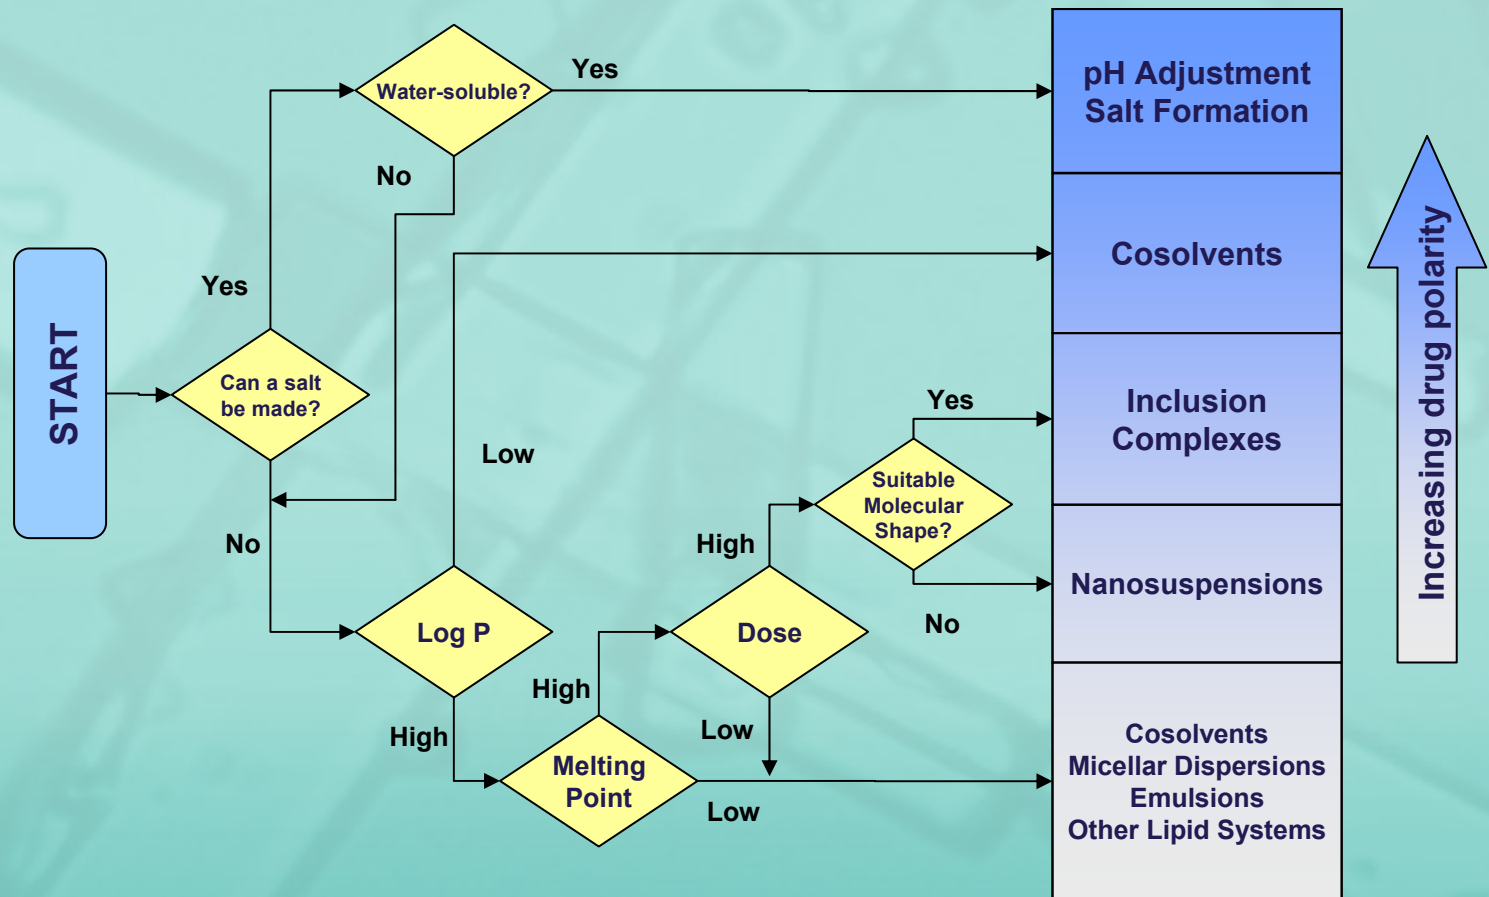 START
Can a salt
be made?
Yes
No
Water-soluble?
Yes
No
Log P
Low
High
Melting
Point
High
Low
Dose
High
Low
Suitable
Molecular
Shape?
Yes
No
pH Adjustment
Salt Formation
Cosolvents
Inclusion
Complexes
Nanosuspensions
Cosolvents
Micellar Dispersions
Emulsions
Other Lipid Systems
Increasing drug polarity